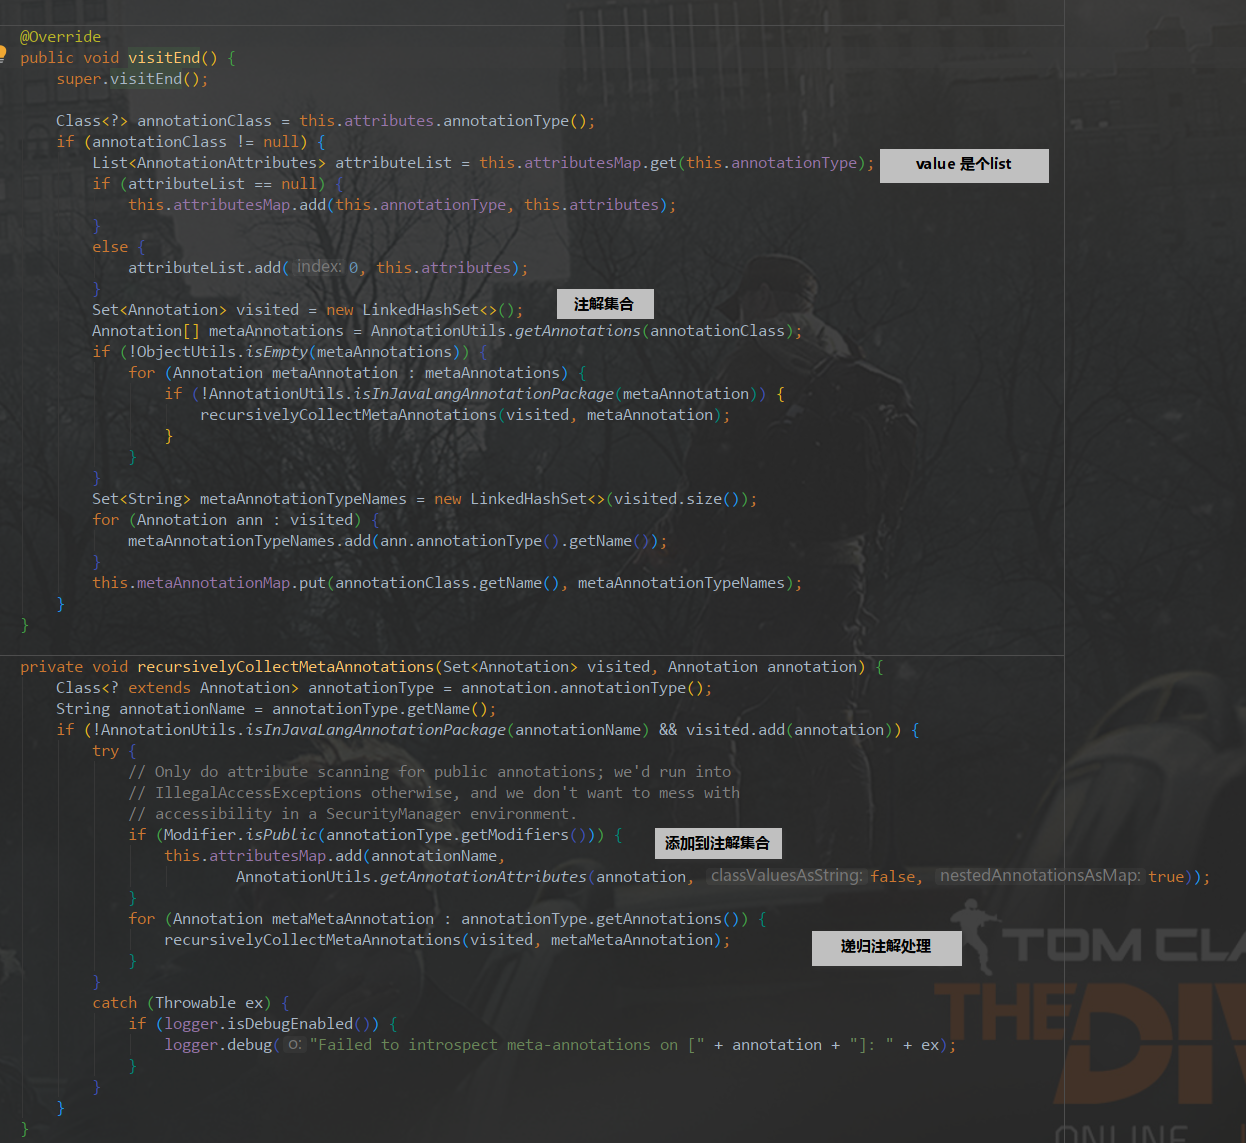 @Override
public void visitEnd() {
super.visitEnd();
Class<?> annotationClass = this.attributes.annotationType();
if (annotationClass != null) {
List<AnnotationAttributes> attributeList = this.attributesMap.get(this.annotationType);
value 是个list
if (attributeList == null) {
this.attributesMap.add(this.annotationType, this.attributes);
}
else {
attributeList.add( index: 0, this.attributes);
}
Set<Annotation> visited = new LinkedHashSet<>();
注解集合
Annotation[] metaAnnotations = AnnotationUtils.getAnnotations(annotationClass);
if (!ObjectUtils.isEmpty(metaAnnotations)) {
for (Annotation metaAnnotation : metaAnnotations) {
if (!AnnotationUtils.isInJavaLangAnnotationPackage(metaAnnotation)) {
recursivelyCollectMetaAnnotations(visited, metaAnnotation);
}
}
}
Set<String> metaAnnotationTypeNames = new LinkedHashSet<>(visited.size());
for (Annotation ann : visited) {
metaAnnotationTypeNames.add(ann.annotationType().getName());
}
this.metaAnnotationMap.put(annotationClass.getName(), metaAnnotationTypeNames);
}
}
private void recursivelyCollectMetaAnnotations(Set<Annotation> visited, Annotation annotation) {
Class<? extends Annotation> annotationType = annotation.annotationType();
String annotationName = annotationType.getName();
if (!AnnotationUtils.isInJavaLangAnnotationPackage(annotationName) && visited.add(annotation)) {
try {
// Only do attribute scanning for public annotations; we'd run into
// IllegalAccessExceptions otherwise, and we don't want to mess with
// accessibility in a SecurityManager environment.
if (Modifier.isPublic(annotationType.getModifiers())) {
添加到注解集合
this.attributesMap.add(annotationName,
AnnotationUtils.getAnnotationAttributes(annotation, classValuesAsString: false, nestedAnnotationsAsMap: true));
}
for (Annotation metaMetaAnnotation : annotationType.getAnnotations()) {
recursivelyCollectMetaAnnotations(visited, metaMetaAnnotation);
递归注解处理
}
}
catch (Throwable ex) {
if (logger.isDebugEnabled()) {
logger.debug( o: "Failed to introspect meta-annotations on [" + annotation + "]: " + ex);
}
}
}
}
TOM CLA
THE DIV
ONLINE